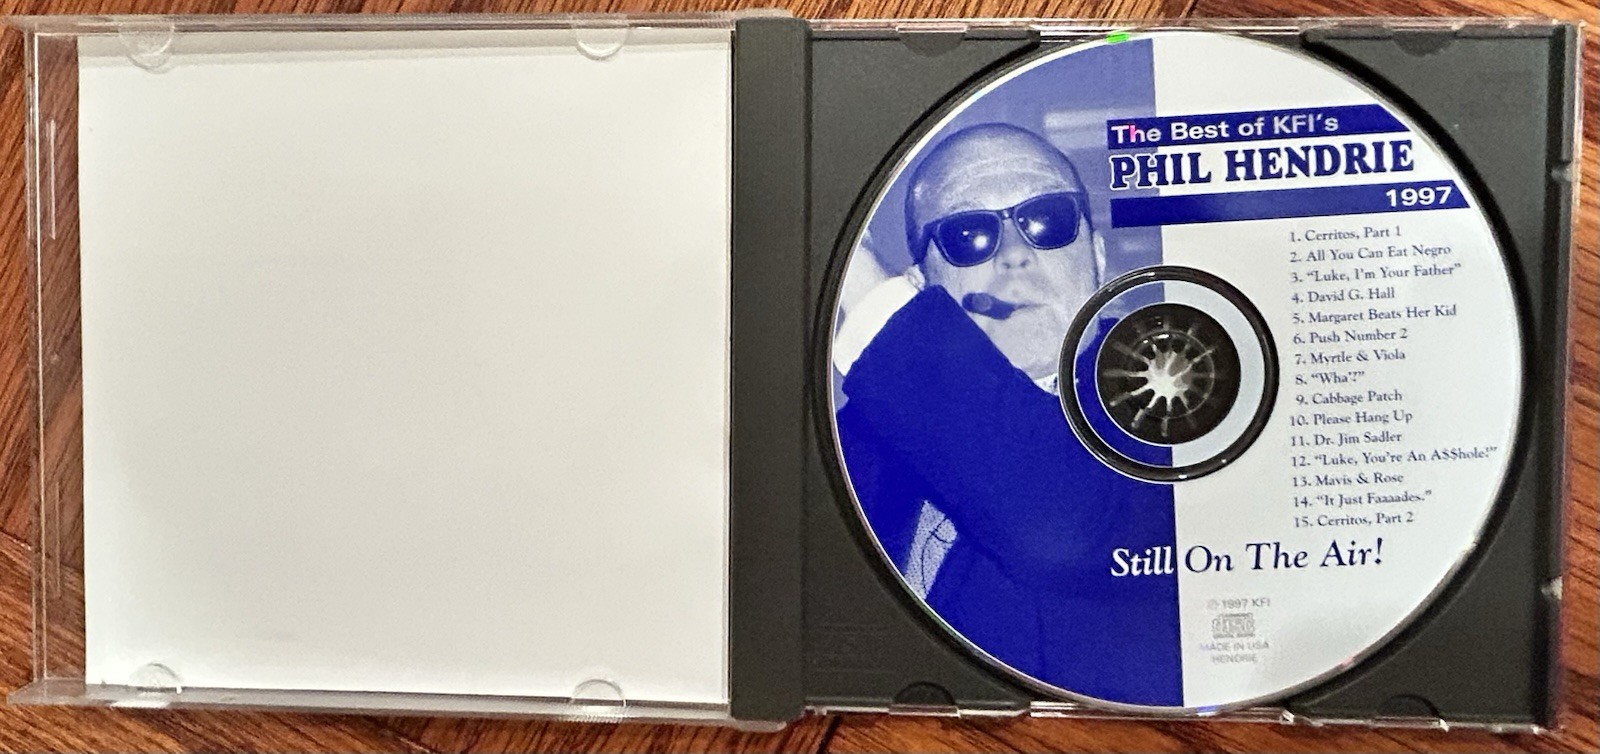 The Best of KFI's
PHIL HENDRIE
1997
1. Cerritos, Part 1
2. All You Can Eat Negro
3. "Luke, I'm Your Father"
4. David G. Hall
5. Margaret Beats Her Kid
6. Push Number 2
7. Myrtle & Viola
8. "Wha'?"
9. Cabbage Patch
10. Please Hang Up
11. Dr. Jim Sadler
12. "Luke, You're An A$$hole!"
13. Mavis & Rose
14. "It Just Faaaades."
15. Cerritos, Part 2
Still On The Air!
1997 KFI
MADE IN USA
HENDRIE